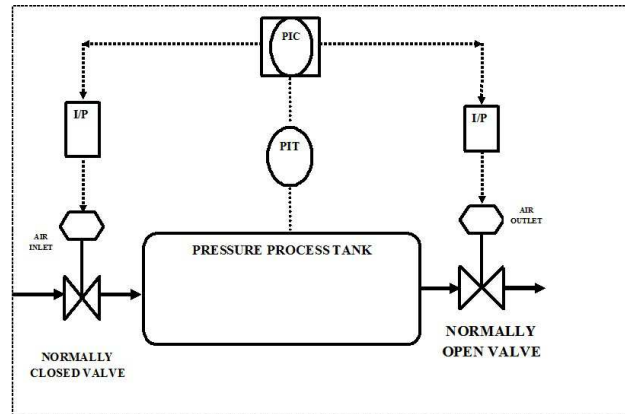 PIC
I/P
I/P
PIT
AIR
INLET
AIR
OUTLET
PRESSURE PROCESS TANK
NORMALLY
CLOSED VALVE
NORMALLY
OPEN VALVE